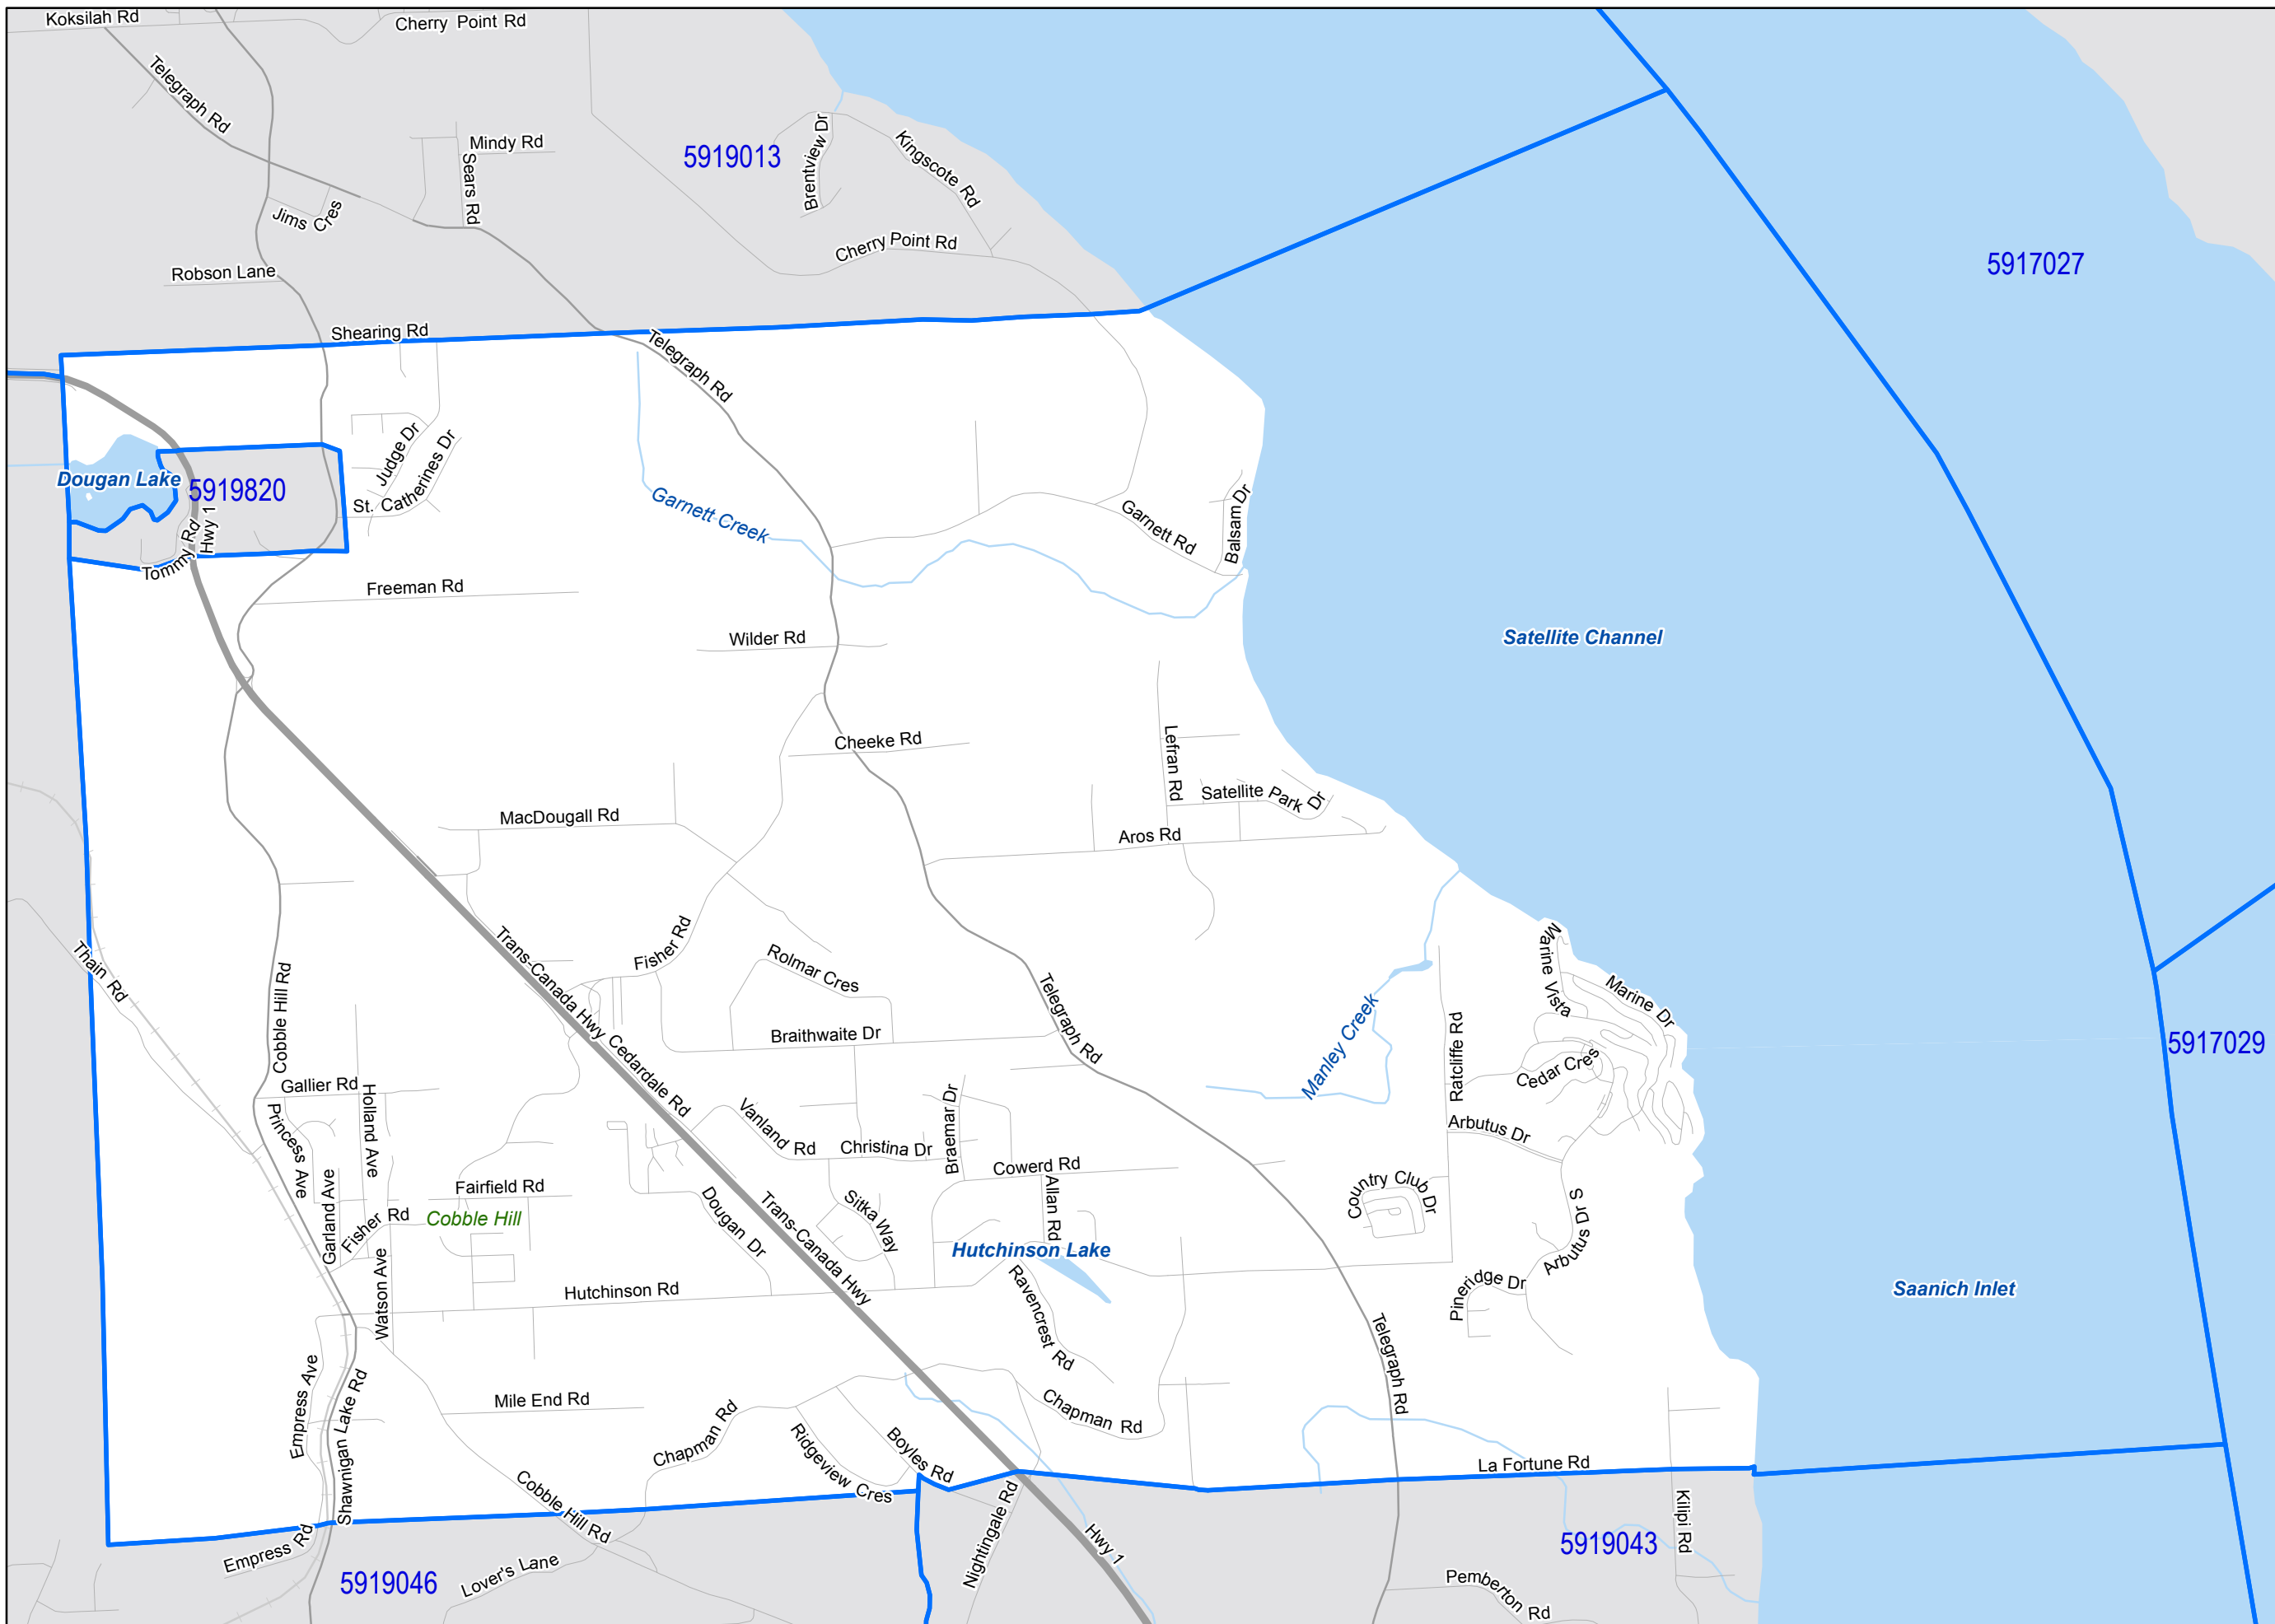 Koksilah Rd
Cherry Point Rd
Telegraph Rd
Mindy Rd
Sears Rd
5919013
Brentview Dr
Kingscote Rd
Jims Cres
Cherry Point Rd
Robson Lane
5917027
Shearing Rd
Telegraph Rd
Judge Dr
St. Catherines Dr
Dougan Lake
5919820
Hwy 1
Tommy Rd
Garnett Creek
Garnett Rd
Balsam Dr
Freeman Rd
Wilder Rd
Satellite Channel
Cheeke Rd
Lefran Rd
Satellite Park Dr
MacDougall Rd
Aros Rd
Thain Rd
Cobble Hill Rd
Trans-Canada Hwy
Fisher Rd
Rolmar Cres
Telegraph Rd
Marine Vista
Marine Dr
Manley Creek
Ratcliffe Rd
Cedar Cres
5917029
Braithwaite Dr
Cedardale Rd
Gallier Rd
Holland Ave
Princess Ave
Vanland Rd
Christina Dr
Braemar Dr
Arbutus Dr
Cowerd Rd
Allan Rd
Country Club Dr
S Arbutus Dr
Garland Ave
Fairfield Rd
Fisher Rd
Cobble Hill
Dougan Dr
Trans-Canada Hwy
Sitka Way
Hutchinson Lake
Watson Ave
Hutchinson Rd
Ravencrest Rd
Pineridge Dr
Saanich Inlet
Telegraph Rd
Empress Ave
Shawnigan Lake Rd
Mile End Rd
Chapman Rd
Ridgeview Cres
Boyles Rd
Chapman Rd
La Fortune Rd
Cobble Hill Rd
Empress Rd
5919046
Lover's Lane
Nightingale Rd
Hwy 1
5919043
Kilipi Rd
Pemberton Rd